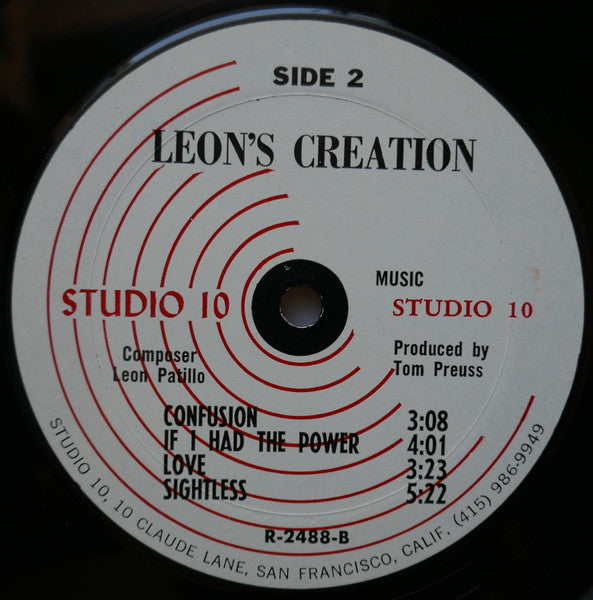 SIDE 2
LEON'S CREATION
MUSIC
STUDIO 10
STUDIO 10
Composer
Leon Patillo
Produced by
Tom Preuss
CONFUSION 3:08
IF I HAD THE POWER 4:01
LOVE 3:23
SIGHTLESS 5:22
R-2488-B
STUDIO 10, 10 CLAUDE LANE, SAN FRANCISCO, CALIF. (415) 986-9949